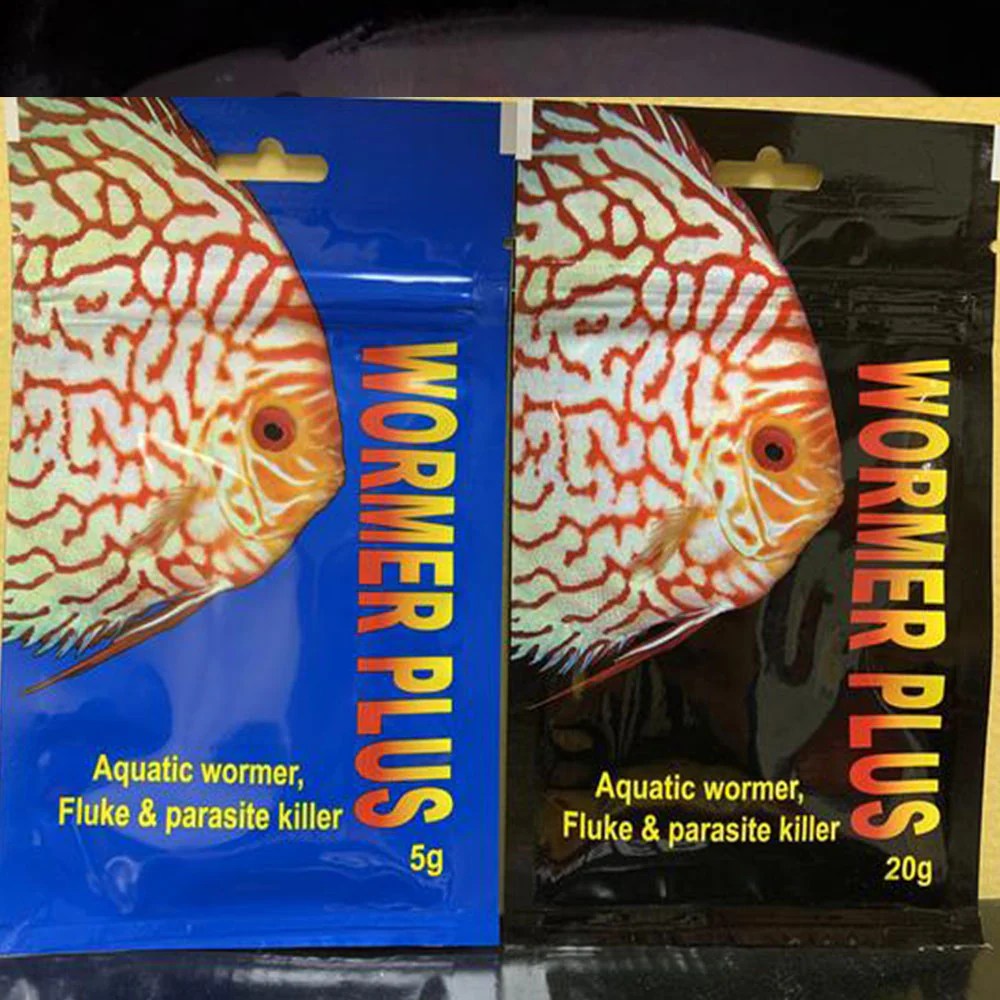 WORMER PLUS
Aquatic wormer,
Fluke & parasite killer
5g
WORMER PLUS
Aquatic wormer,
Fluke & parasite killer
20g